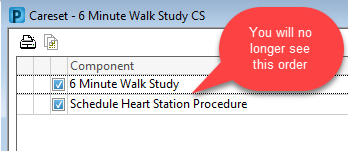 Careset - 6 Minute Walk Study CS
You will no
longer see
this order
Component
6 Minute Walk Study
Schedule Heart Station Procedure